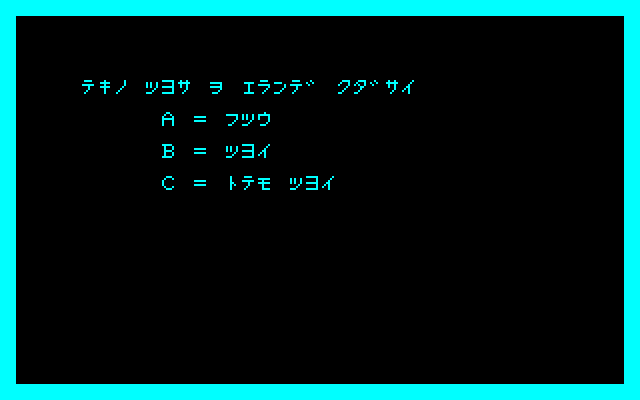 テキノ ツヨサ ヲ エランデ クダサイ
A = フツウ
B = ツヨイ
C = トテモ ツヨイ